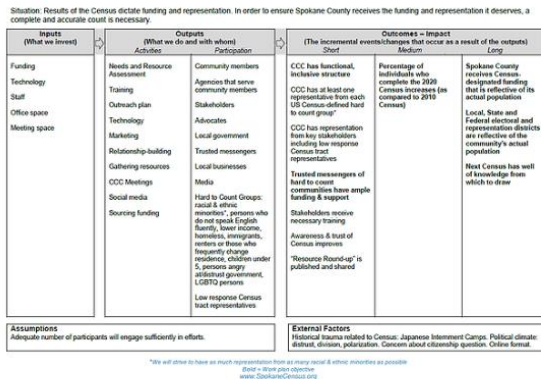 Situation: Results of the Census dictate funding and representation. In order to ensure Spokane County receives the funding and representation it deserves, a
complete and accurate count is necessary.
Inputs
(What we invest)
Funding
Technology
Staff
Office space
Meeting space
Outputs
(What we do and with whom)
Activities
Needs and Resource
Assessment
Training
Outreach plan
Technology
Marketing
Relationship-building
Gathering resources
CCC Meetings
Social media
Sourcing funding
Participation
Community members
Agencies that serve
community members
Stakeholders
Advocates
Local government
Trusted messengers
Local businesses
Media
Hard to Count Groups:
racial & ethnic
minorities*, persons who
do not speak English
fluently, lower income,
homeless, immigrants,
renters or those who
frequently change
residence, children under
5, persons angry
at/distrust government,
LGBTQ persons
Low response Census
tract representatives
Outcomes – Impact
(The incremental events/changes that occur as a result of the outputs)
Short
CCC has functional,
inclusive structure
CCC has at least one
representative from each
US Census-defined hard
to count group*
CCC has representation
from key stakeholders
including low response
Census tract
representatives
Trusted messengers of
hard to count
communities have ample
funding & support
Stakeholders receive
necessary training
Awareness & trust of
Census improves
"Resource Round-up" is
published and shared
Medium
Percentage of
individuals who
complete the 2020
Census increases (as
compared to 2010
Census)
Long
Spokane County
receives Census-
designated funding
that is reflective of its
actual population
Local, State and
Federal electoral and
representation districts
are reflective of the
community's actual
population
Next Census has well
of knowledge from
which to draw
Assumptions
Adequate number of participants will engage sufficiently in efforts.
External Factors
Historical trauma related to Census: Japanese Internment Camps. Political climate:
distrust, division, polarization. Concern about citizenship question. Online format.
*We will strive to have as much representation from as many racial & ethnic minorities as possible
Bold = Work plan objective
www.SpokaneCensus.org